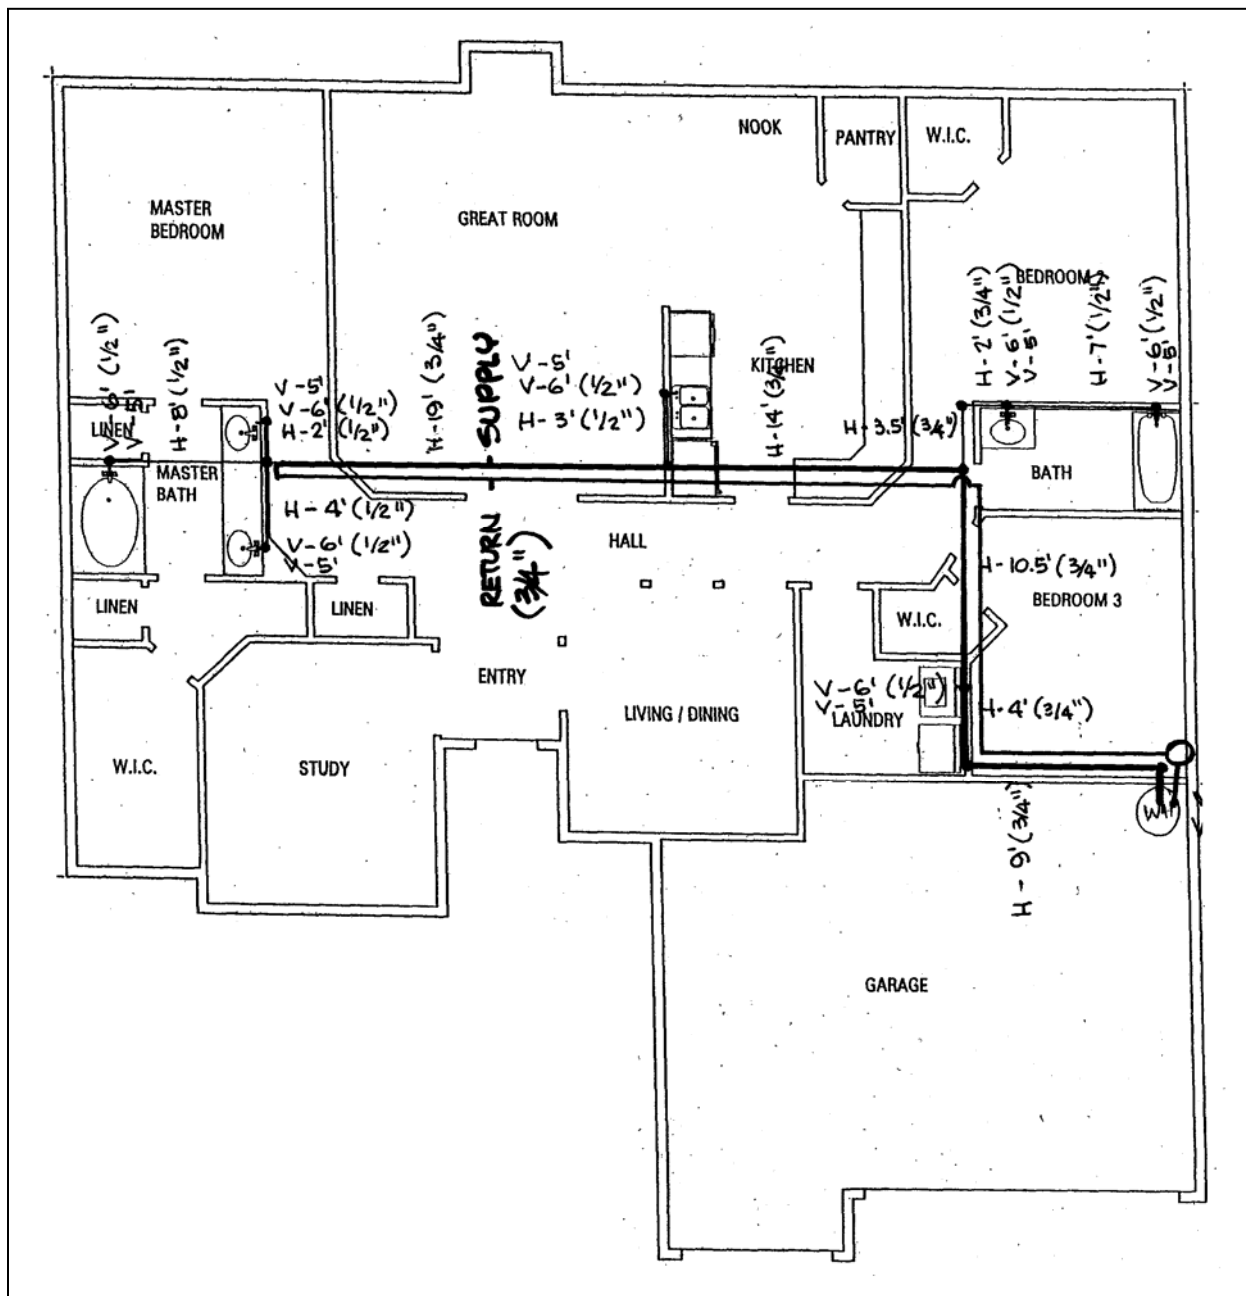 NOOK
PANTRY
W.I.C.
MASTER
BEDROOM
GREAT ROOM
BEDROOM 2
H-2' (3/4")
V-6' (1/2")
V-5'
H-7' (1/2")
V-6' (1/2")
V-5'
V-6' (1/2")
V-5'
H-8' (1/2")
H-19' (3/4")
SUPPLY
V-5'
V-6' (1/2")
H-3' (1/2")
KITCHEN
H-14' (3/4")
V-5'
V-6' (1/2")
H-2' (1/2")
H-3.5' (3/4")
LINEN
MASTER
BATH
BATH
H-4' (1/2")
V-6' (1/2")
V-5'
RETURN
(3/4")
HALL
H-10.5' (3/4")
BEDROOM 3
LINEN
LINEN
W.I.C.
ENTRY
V-6' (1/2")
V-5'
LAUNDRY
H-4' (3/4")
LIVING / DINING
W.I.C.
STUDY
WH
H-9' (3/4")
GARAGE